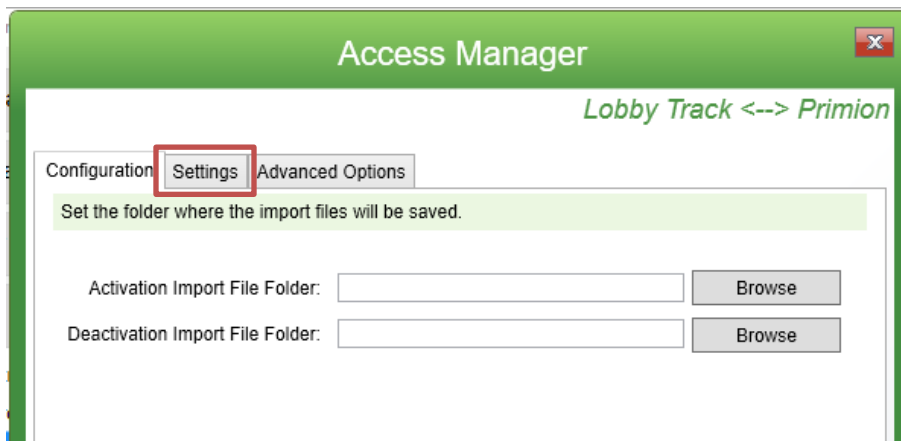 Access Manager
x
Lobby Track <--> Primion
Configuration Settings Advanced Options
Set the folder where the import files will be saved.
Activation Import File Folder: Browse
Deactivation Import File Folder: Browse